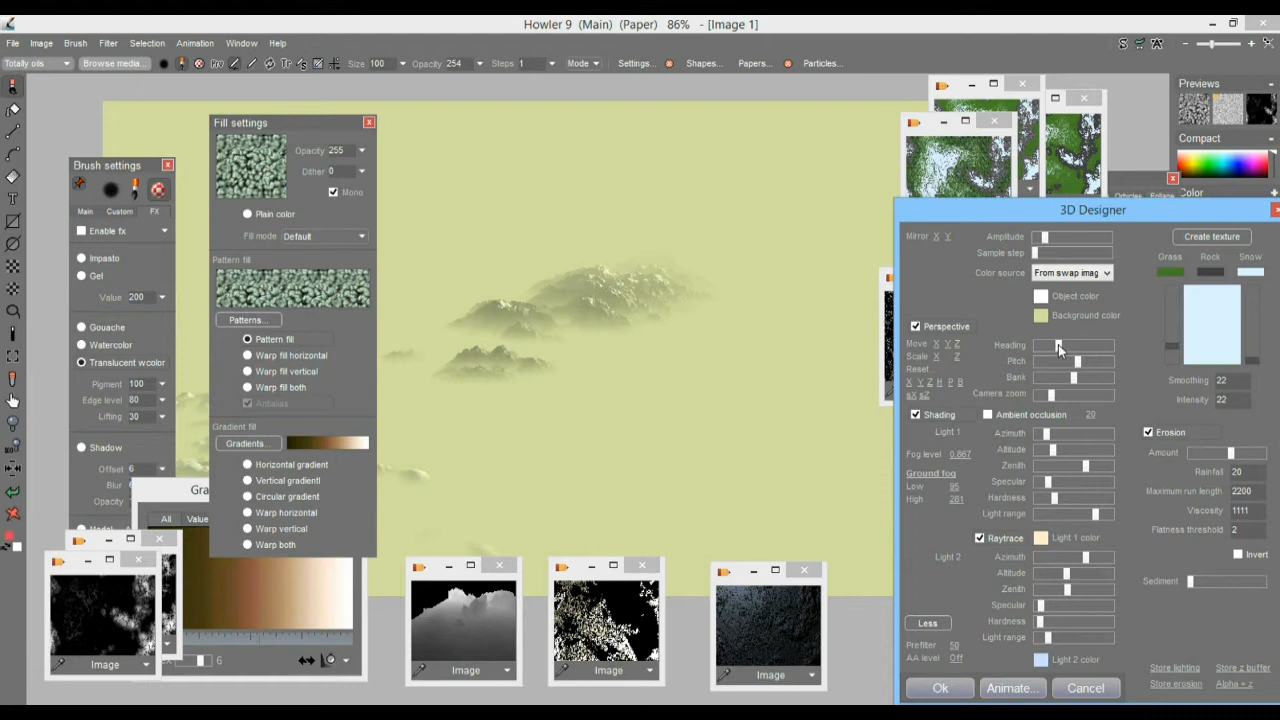 Howler 9 (Main) (Paper) 86% - [Image 1]
File Image Brush Filter Selection Animation Window Help
Totally oils Browse media... Pro Tr Size 100 Opacity 254 Steps 1 Mode Settings... Shapes... Papers... Particles...
Previews
Compact
Color
Fill settings
Opacity 255
Dither 0
Mono
Plain color
Fill mode Default
Pattern fill
Patterns...
Pattern fill
Warp fill horizontal
Warp fill vertical
Warp fill both
Antialias
Gradient fill
Gradients...
Horizontal gradient
Vertical gradientl
Circular gradient
Warp horizontal
Warp vertical
Warp both
Brush settings
Main Custom FX
Enable fx
Impasto
Gel
Value 200
Gouache
Watercolor
Translucent wcolor
Pigment 100
Edge level 80
Lifting 30
Shadow
Offset 6
Blur
Opacity
All Value
6
Image
Image
Image
Image
3D Designer
Mirror X Y Amplitude
Sample step
Color source From swap imag
Object color
Background color
Perspective
Move X Y Z Heading
Scale X Z Pitch
Reset...
X Y Z H P B Bank
sX sZ Camera zoom
Shading Ambient occlusion 20
Light 1 Azimuth
Altitude
Fog level 0.867
Zenith
Ground fog
Specular
Low 95
High 281 Hardness
Light range
Raytrace Light 1 color
Light 2 Azimuth
Altitude
Zenith
Specular
Less Hardness
Light range
Prefilter 50
AA level Off Light 2 color
Ok Animate... Cancel
Create texture
Grass Rock Snow
Smoothing 22
Intensity 22
Erosion
Amount
Rainfall 20
Maximum run length 2200
Viscosity 1111
Flatness threshold 2
Invert
Sediment
Store lighting Store z buffer
Store erosion Alpha = z